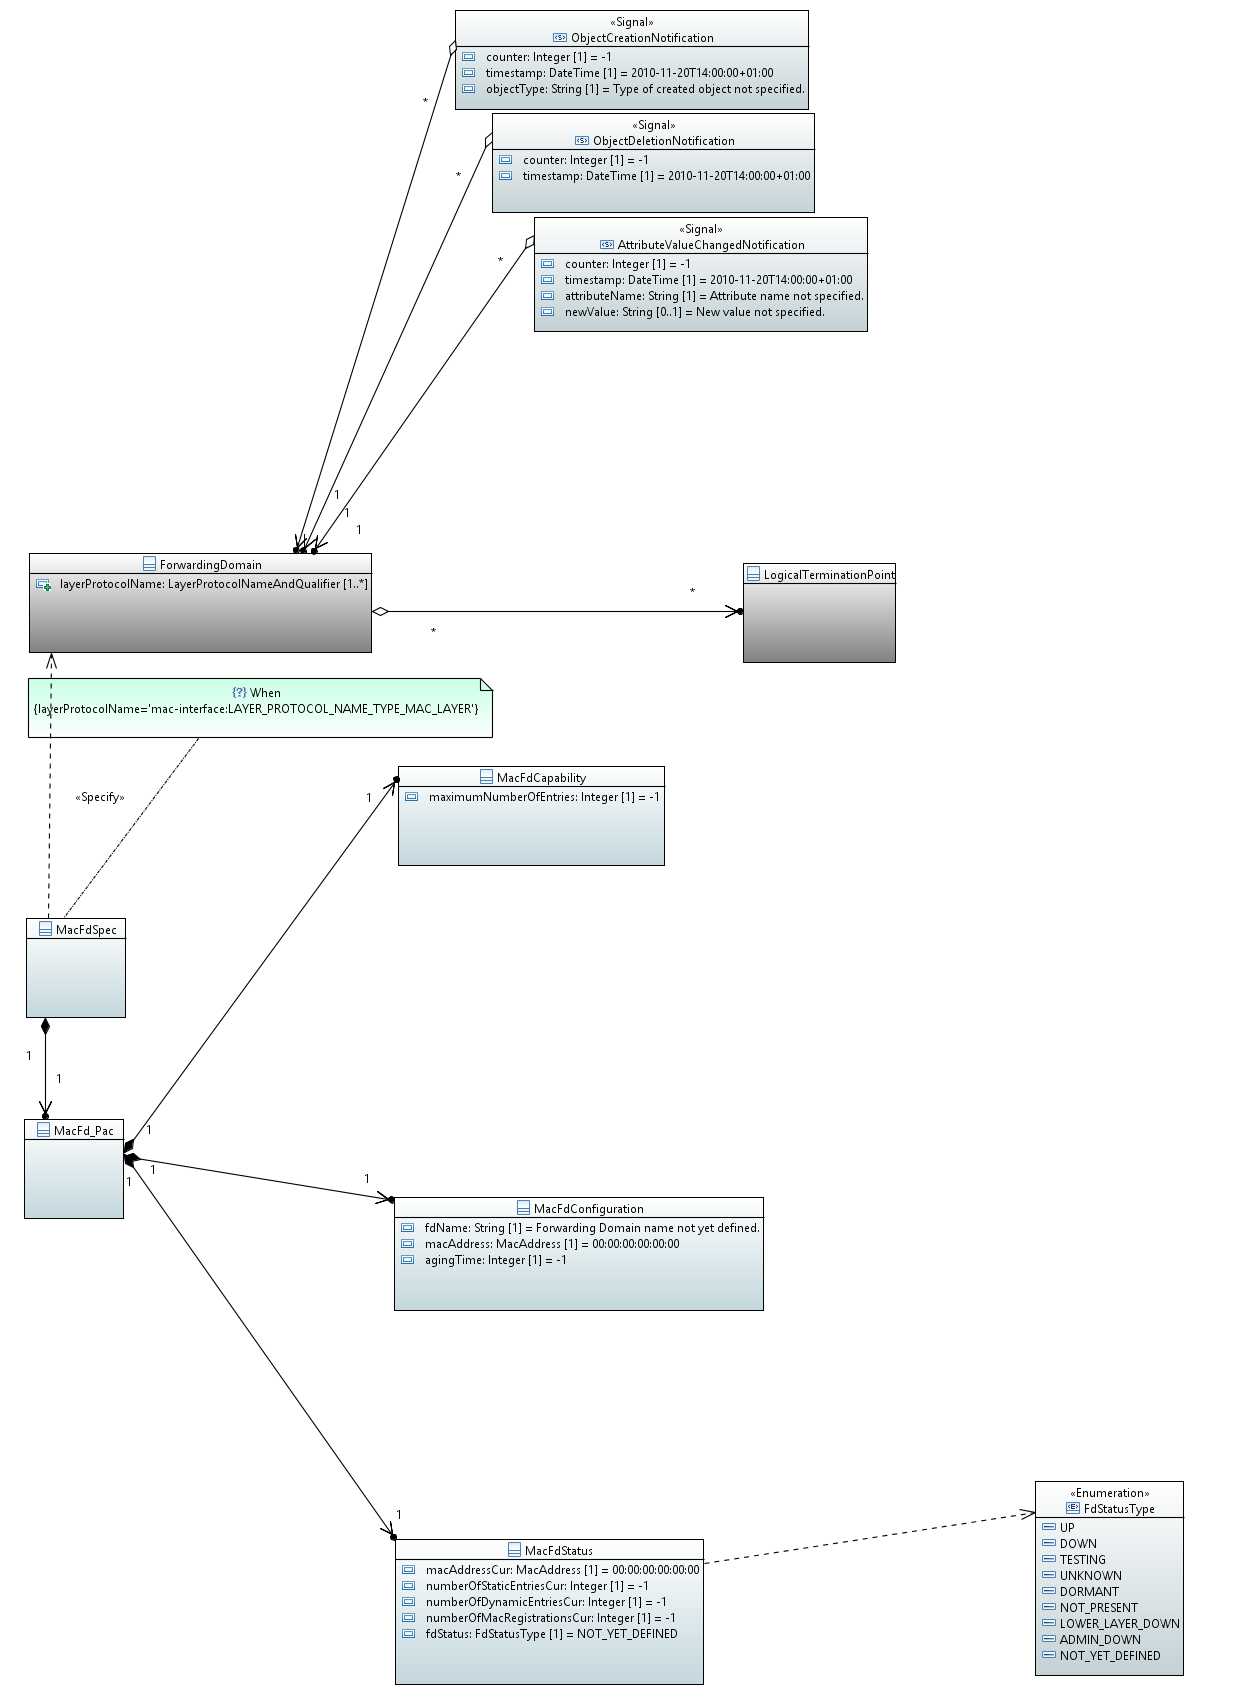 «Signal»
ObjectCreationNotification
counter: Integer [1] = -1
timestamp: DateTime [1] = 2010-11-20T14:00:00+01:00
objectType: String [1] = Type of created object not specified.
*
«Signal»
ObjectDeletionNotification
counter: Integer [1] = -1
timestamp: DateTime [1] = 2010-11-20T14:00:00+01:00
*
«Signal»
AttributeValueChangedNotification
counter: Integer [1] = -1
timestamp: DateTime [1] = 2010-11-20T14:00:00+01:00
attributeName: String [1] = Attribute name not specified.
newValue: String [0..1] = New value not specified.
*
1
1
1
ForwardingDomain
layerProtocolName: LayerProtocolNameAndQualifier [1..*]
*
*
LogicalTerminationPoint
{?} When
{layerProtocolName='mac-interface:LAYER_PROTOCOL_NAME_TYPE_MAC_LAYER'}
«Specify»
1
MacFdCapability
maximumNumberOfEntries: Integer [1] = -1
MacFdSpec
1
1
MacFd_Pac
1
1
1
1
MacFdConfiguration
fdName: String [1] = Forwarding Domain name not yet defined.
macAddress: MacAddress [1] = 00:00:00:00:00:00
agingTime: Integer [1] = -1
1
MacFdStatus
macAddressCur: MacAddress [1] = 00:00:00:00:00:00
numberOfStaticEntriesCur: Integer [1] = -1
numberOfDynamicEntriesCur: Integer [1] = -1
numberOfMacRegistrationsCur: Integer [1] = -1
fdStatus: FdStatusType [1] = NOT_YET_DEFINED
«Enumeration»
FdStatusType
UP
DOWN
TESTING
UNKNOWN
DORMANT
NOT_PRESENT
LOWER_LAYER_DOWN
ADMIN_DOWN
NOT_YET_DEFINED